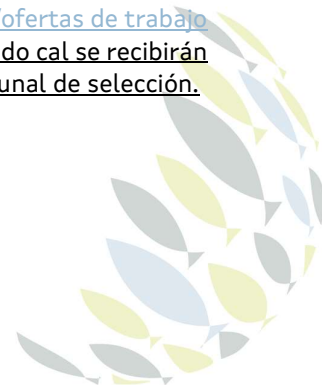 /ofertas de trabajo
do cal se recibirán
unal de selección.